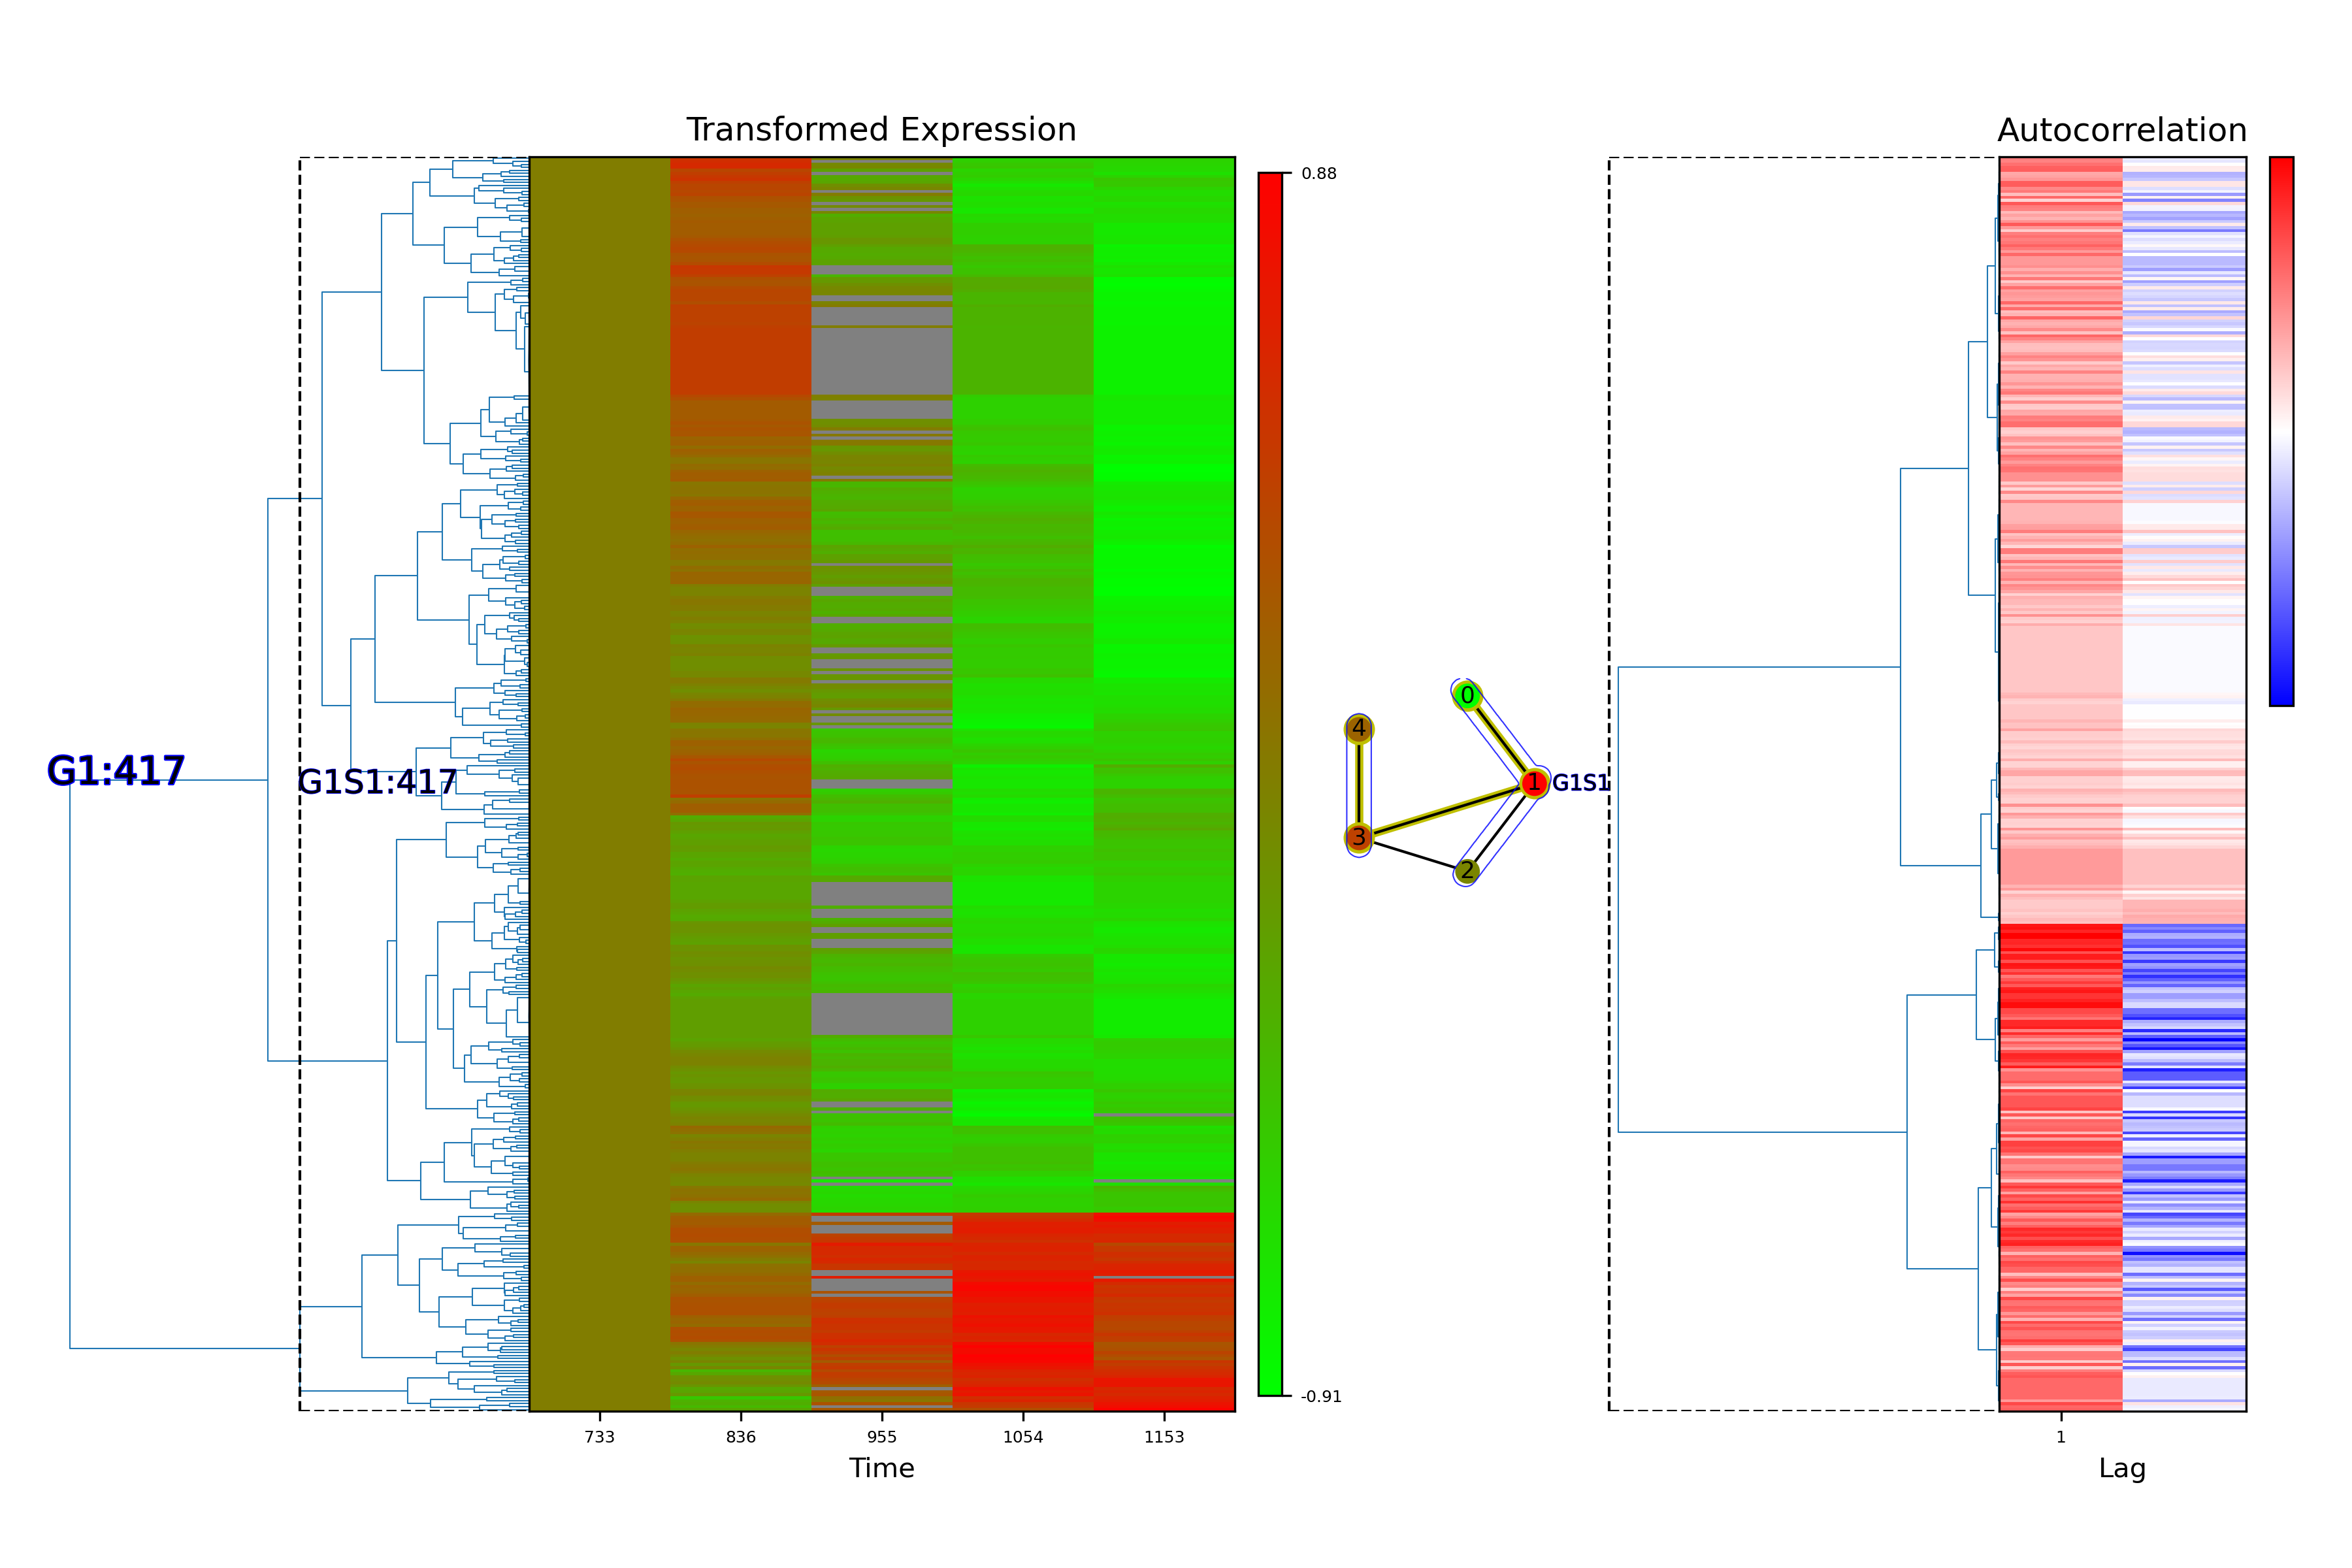 Transformed Expression
Autocorrelation
0.88
0
4
G1:417
G1S1:417
1 G1S1
3
2
-0.91
733 836 955 1054 1153
1
Time
Lag